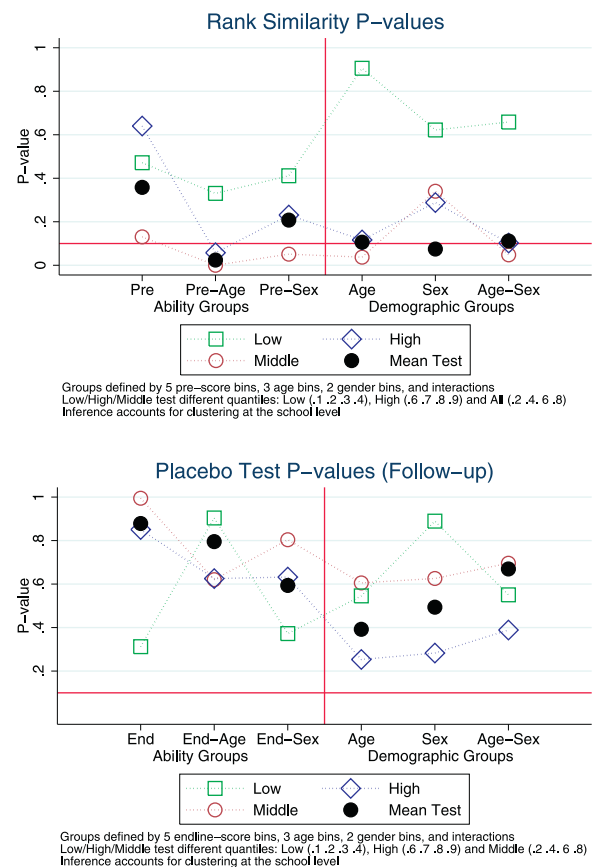 Rank Similarity P-values
P-value
1
.8
.6
.4
.2
0
Pre Pre-Age Pre-Sex Age Sex Age-Sex
Ability Groups Demographic Groups
Low High
Middle Mean Test
Groups defined by 5 pre-score bins, 3 age bins, 2 gender bins, and interactions
Low/High/Middle test different quantiles: Low (.1 .2 .3 .4), High (.6 .7 .8 .9) and All (.2 .4. 6 .8)
Inference accounts for clustering at the school level
Placebo Test P-values (Follow-up)
P-value
1
.8
.6
.4
.2
End End-Age End-Sex Age Sex Age-Sex
Ability Groups Demographic Groups
Low High
Middle Mean Test
Groups defined by 5 endline-score bins, 3 age bins, 2 gender bins, and interactions
Low/High/Middle test different quantiles: Low (.1 .2 .3 .4), High (.6 .7 .8 .9) and Middle (.2 .4 .6 .8)
Inference accounts for clustering at the school level